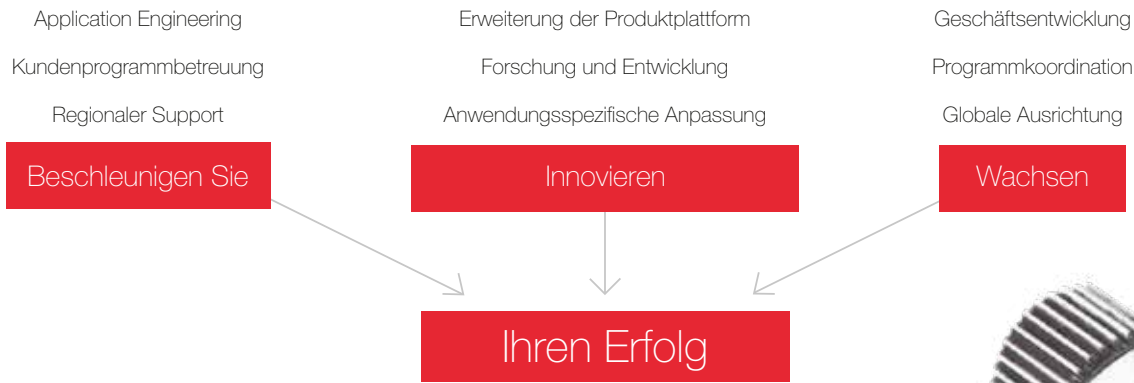 Application Engineering
Kundenprogrammbetreuung
Regionaler Support
Beschleunigen Sie
Erweiterung der Produktplattform
Forschung und Entwicklung
Anwendungsspezifische Anpassung
Innovieren
Geschäftsentwicklung
Programmkoordination
Globale Ausrichtung
Wachsen
Ihren Erfolg